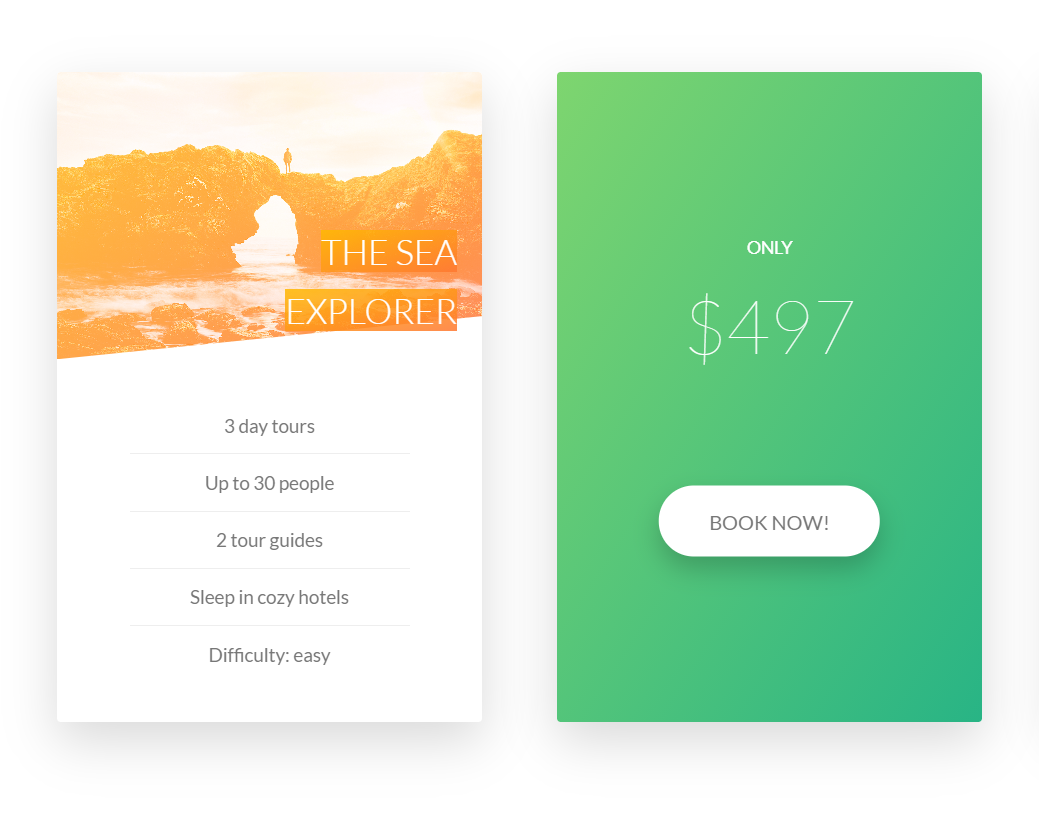 THE SEA
EXPLORER
3 day tours
Up to 30 people
2 tour guides
Sleep in cozy hotels
Difficulty: easy
ONLY
$497
BOOK NOW!